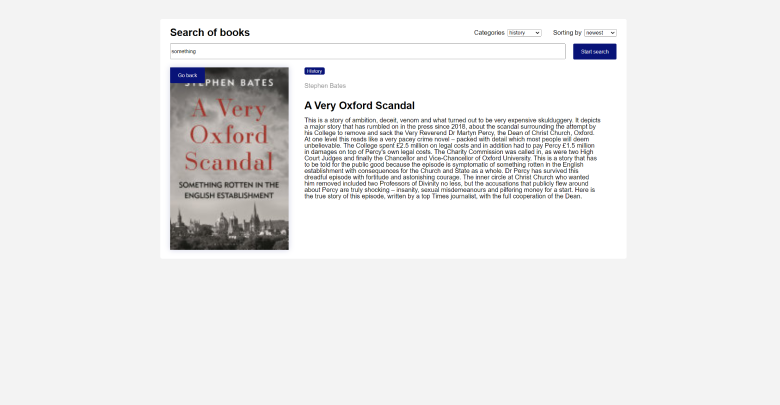 Search of books
Categories history Sorting by newest
something
Start search
Go back
STEPHEN BATES
A Very
Oxford
Scandal
SOMETHING ROTTEN IN THE
ENGLISH ESTABLISHMENT
History
Stephen Bates
A Very Oxford Scandal
This is a story of ambition, deceit, venom and what turned out to be very expensive skulduggery. It depicts
a major story that has rumbled on in the press since 2018, about the scandal surrounding the attempt by
his College to remove and sack the Very Reverend Dr Martyn Percy, the Dean of Christ Church, Oxford.
At one level this reads like a very pacey crime novel – packed with detail which most people will deem
unbelievable. The College spent £2.5 million on legal costs and in addition had to pay Percy £1.5 million
in damages on top of Percy's own legal costs. The Charity Commission was called in, as were two High
Court Judges and finally the Chancellor and Vice-Chancellor of Oxford University. This is a story that has
to be told for the public good because the episode is symptomatic of something rotten in the English
establishment with consequences for the Church and State as a whole. Dr Percy has survived this
dreadful episode with fortitude and astonishing courage. The inner circle at Christ Church who wanted
him removed included two Professors of Divinity no less, but the accusations that publicly flew around
about Percy are truly shocking – insanity, sexual misdemeanours and pilfering money for a start. Here is
the true story of this episode, written by a top Times journalist, with the full cooperation of the Dean.